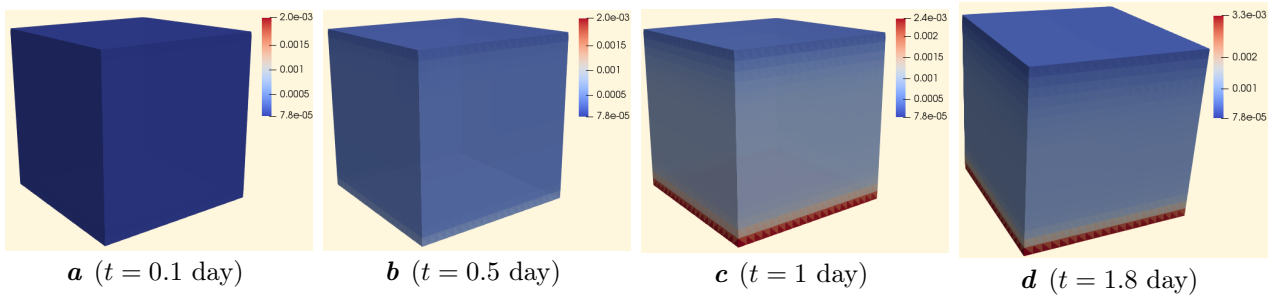 2.0e-03
0.0015
0.001
0.0005
7.8e-05
2.0e-03
0.0015
0.001
0.0005
7.8e-05
2.4e-03
0.002
0.0015
0.001
0.0005
7.8e-05
3.3e-03
0.002
0.001
7.8e-05
a (t = 0.1 day)
b (t = 0.5 day)
c (t = 1 day)
d (t = 1.8 day)